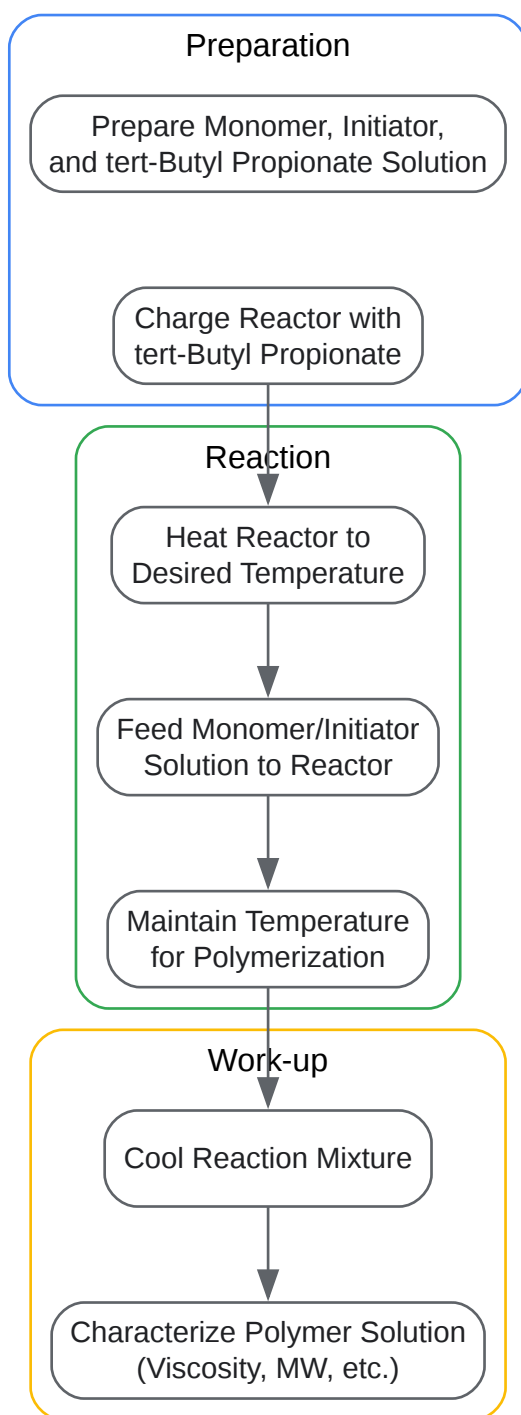 Preparation
Prepare Monomer, Initiator,
and tert-Butyl Propionate Solution
Charge Reactor with
tert-Butyl Propionate
Reaction
Heat Reactor to
Desired Temperature
Feed Monomer/Initiator
Solution to Reactor
Maintain Temperature
for Polymerization
Work-up
Cool Reaction Mixture
Characterize Polymer Solution
(Viscosity, MW, etc.)